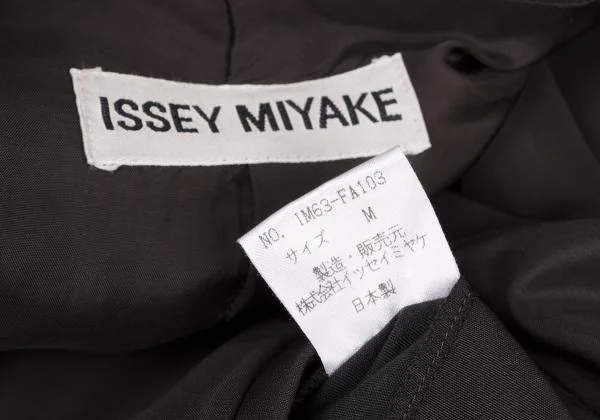 ISSEY MIYAKE
NO. IM63-FA103
サイズ M
製造・販売元
株式会社イッセイミヤケ
日本製